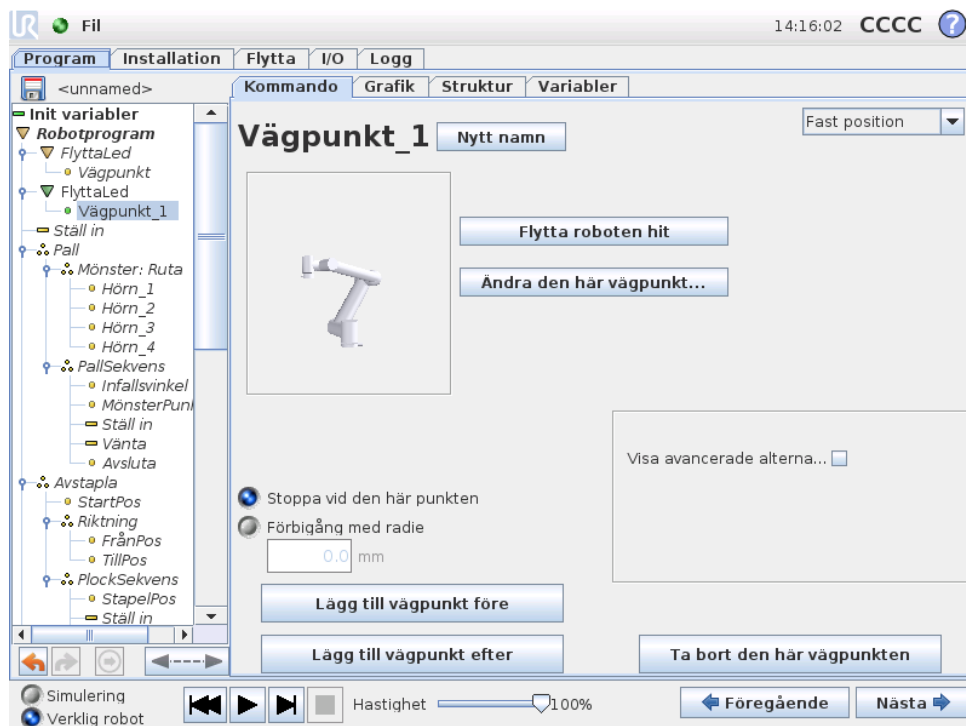 UR Fil 14:16:02 CCCC ?
Program Installation Flytta I/O Logg
<unnamed>
Kommando Grafik Struktur Variabler
Init variabler
Robotprogram
FlyttaLed
Vägpunkt
FlyttaLed
Vägpunkt_1
Ställ in
Pall
Mönster: Ruta
Hörn_1
Hörn_2
Hörn_3
Hörn_4
PallSekvens
Infallsvinkel
MönsterPunl
Ställ in
Vänta
Avsluta
Avstapla
StartPos
Riktning
FrånPos
TillPos
PlockSekvens
StapelPos
Ställ in
Vägpunkt_1 Nytt namn
Fast position
Flytta roboten hit
Ändra den här vägpunkt...
Visa avancerade alterna...
Stoppa vid den här punkten
Förbigång med radie
0.0 mm
Lägg till vägpunkt före
Lägg till vägpunkt efter
Ta bort den här vägpunkten
Simulering
Verklig robot
Hastighet 100%
Föregående
Nästa